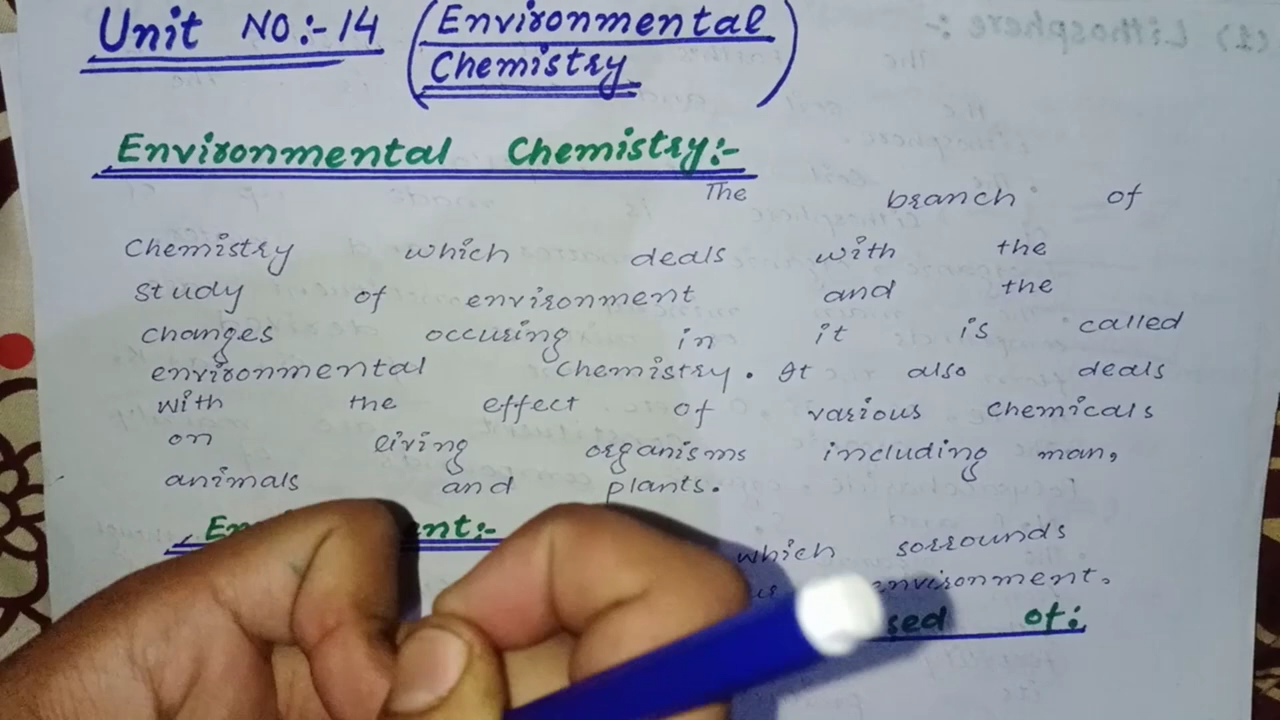 Unit No:- 14 (Environmental
Chemistry)
Environmental Chemistry:-
The branch of
chemistry which deals with the
study of environment and the
changes occuring in it is called
environmental chemistry. It also deals
with the effect of various chemicals
on living organisms including man,
animals and plants.
which sorrounds
environment.
of: